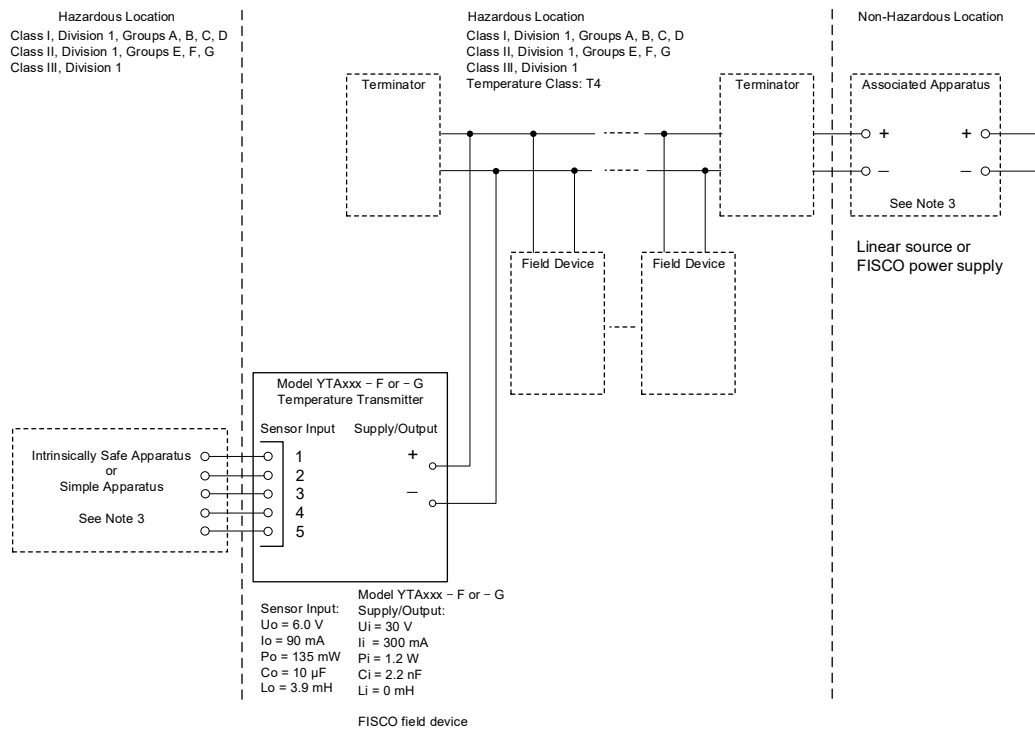 Hazardous Location
Class I, Division 1, Groups A, B, C, D
Class II, Division 1, Groups E, F, G
Class III, Division 1
Hazardous Location
Class I, Division 1, Groups A, B, C, D
Class II, Division 1, Groups E, F, G
Class III, Division 1
Temperature Class: T4
Non-Hazardous Location
Terminator
Terminator
Associated Apparatus
+ +
– –
See Note 3
Linear source or
FISCO power supply
Field Device
Field Device
Model YTAxxx – F or – G
Temperature Transmitter
Sensor Input
Supply/Output
1
2
3
4
5
+
–
Intrinsically Safe Apparatus
or
Simple Apparatus
See Note 3
Sensor Input:
Uo = 6.0 V
Io = 90 mA
Po = 135 mW
Co = 10 µF
Lo = 3.9 mH
Model YTAxxx – F or – G
Supply/Output:
Ui = 30 V
Ii = 300 mA
Pi = 1.2 W
Ci = 2.2 nF
Li = 0 mH
FISCO field device